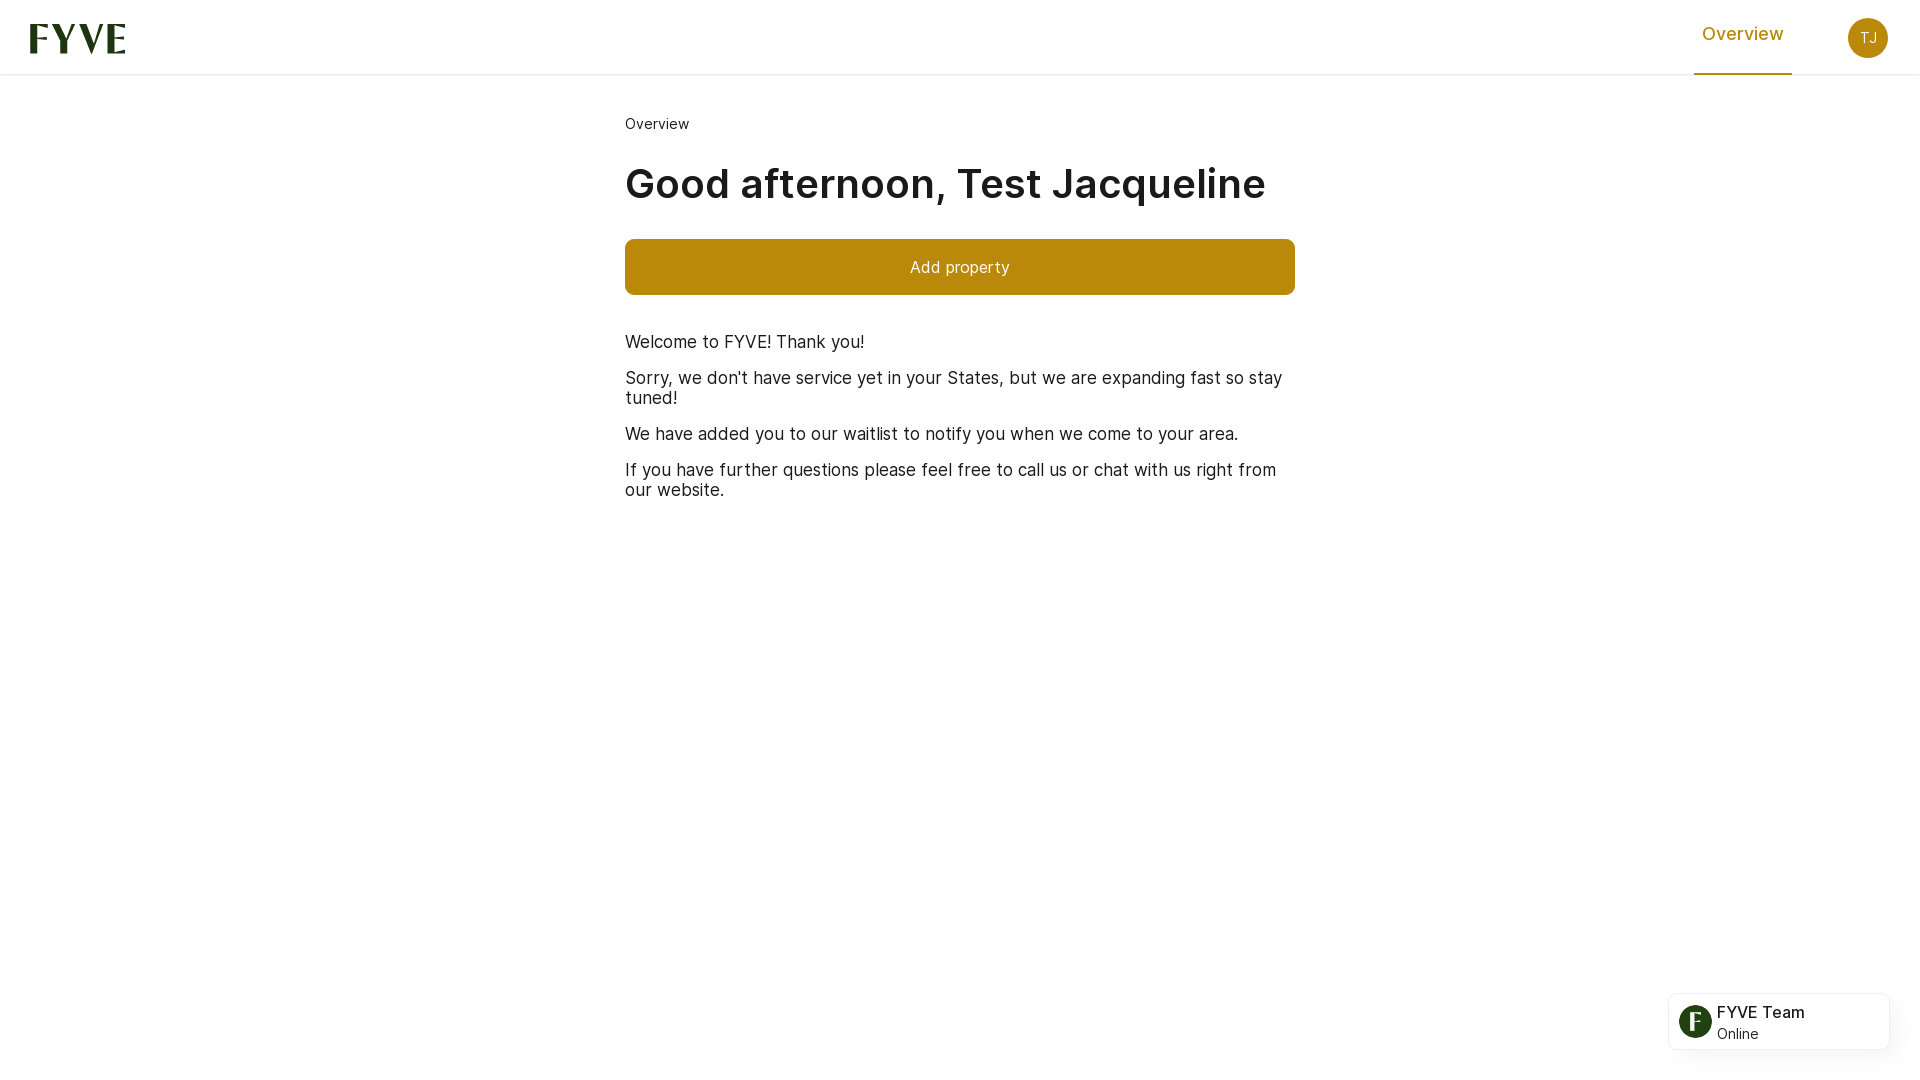 FYVE
Overview
TJ
Overview
Good afternoon, Test Jacqueline
Add property
Welcome to FYVE! Thank you!
Sorry, we don't have service yet in your States, but we are expanding fast so stay
tuned!
We have added you to our waitlist to notify you when we come to your area.
If you have further questions please feel free to call us or chat with us right from
our website.
F
FYVE Team
Online